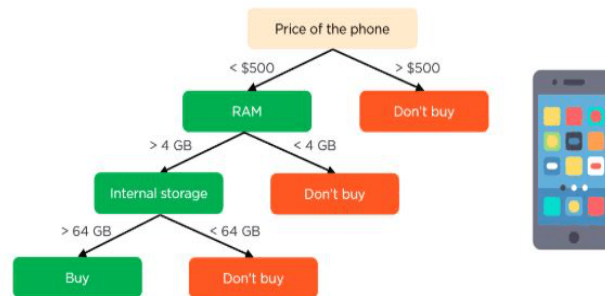 Price of the phone
< $500
> $500
RAM
Don't buy
> 4 GB
< 4 GB
Internal storage
Don't buy
> 64 GB
< 64 GB
Buy
Don't buy